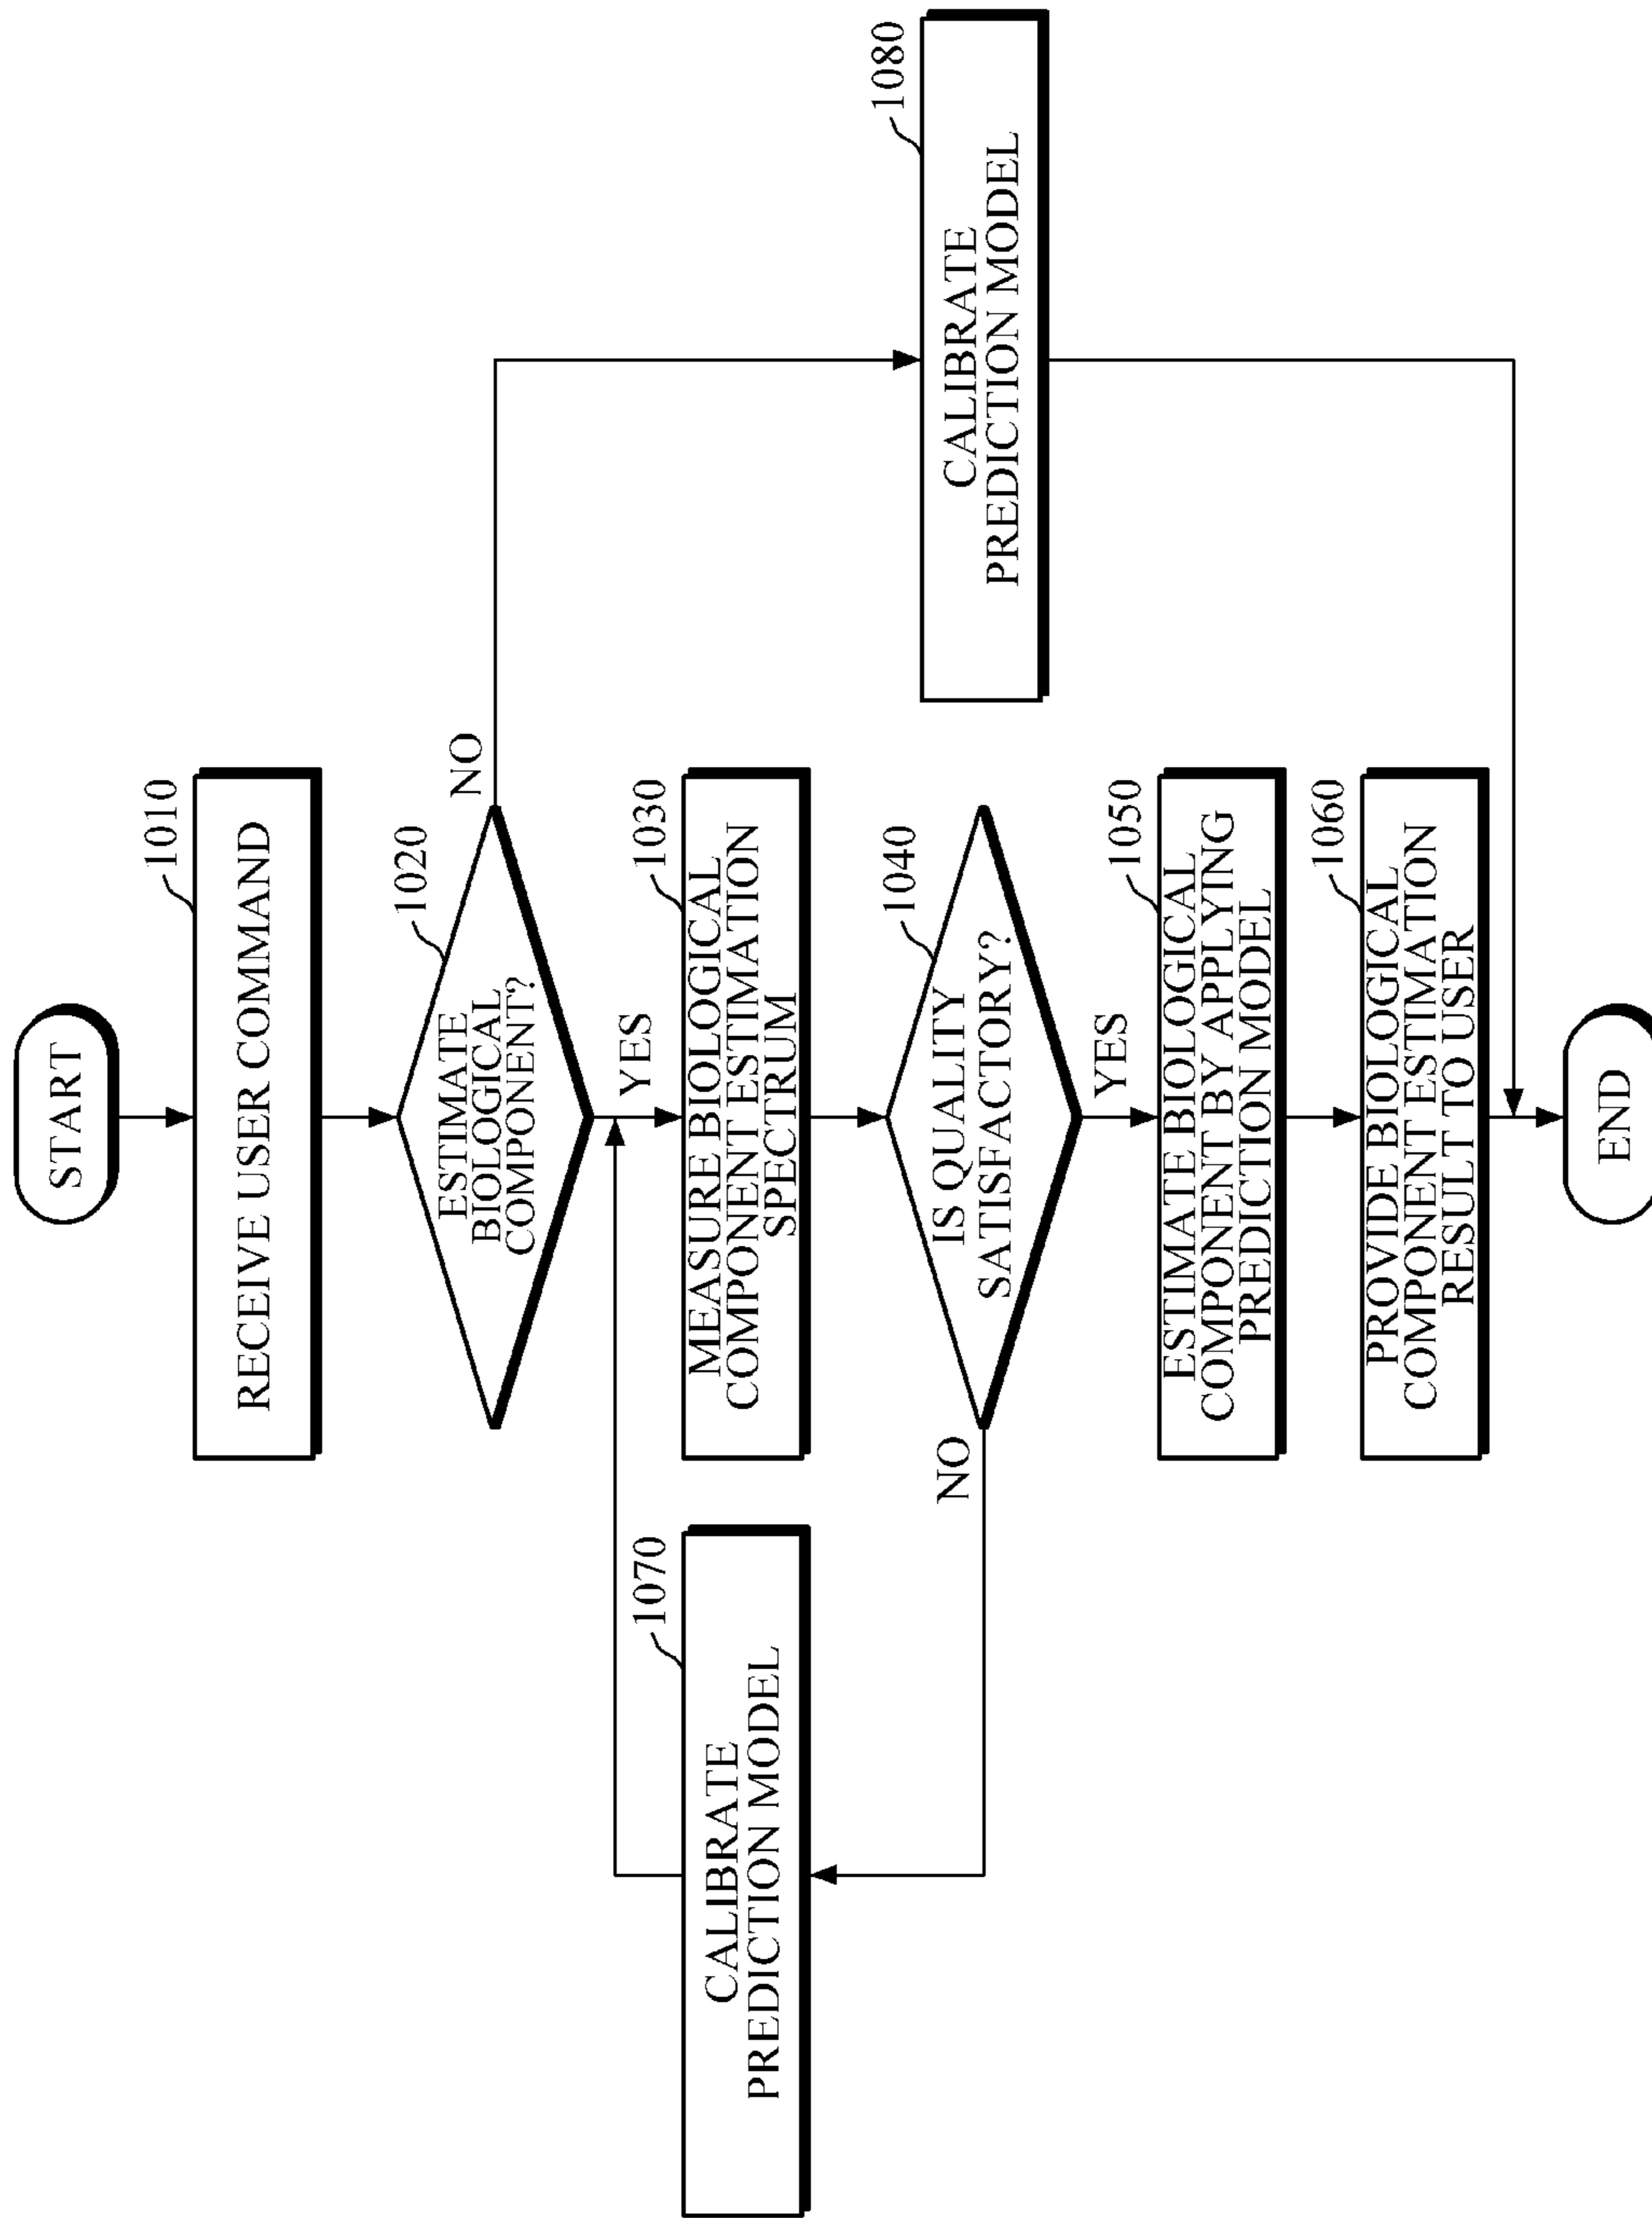 START
1010
RECEIVE USER COMMAND
1020
ESTIMATE
BIOLOGICAL
COMPONENT?
NO
YES
1030
MEASURE BIOLOGICAL
COMPONENT ESTIMATION
SPECTRUM
1070
CALIBRATE
PREDICTION MODEL
1040
IS QUALITY
SATISFACTORY?
NO
YES
1080
CALIBRATE
PREDICTION MODEL
1050
ESTIMATE BIOLOGICAL
COMPONENT BY APPLYING
PREDICTION MODEL
1060
PROVIDE BIOLOGICAL
COMPONENT ESTIMATION
RESULT TO USER
END